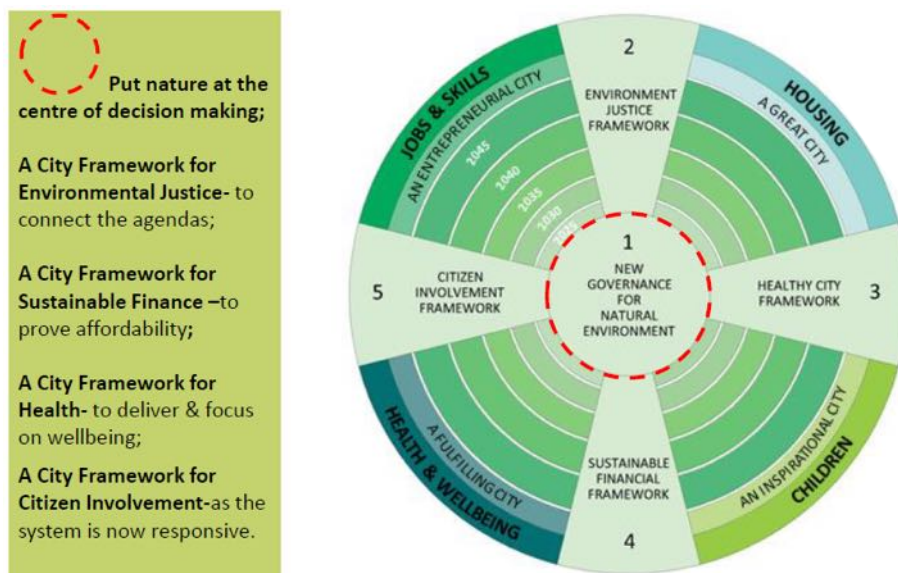 Put nature at the
centre of decision making;
A City Framework for
Environmental Justice- to
connect the agendas;
A City Framework for
Sustainable Finance –to
prove affordability;
A City Framework for
Health- to deliver & focus
on wellbeing;
A City Framework for
Citizen Involvement-as the
system is now responsive.
2
ENVIRONMENT
JUSTICE
FRAMEWORK
JOBS & SKILLS
AN ENTREPRENEURIAL CITY
HOUSING
A GREAT CITY
2045
2040
2035
2030
2025
1
NEW
GOVERNANCE
FOR
NATURAL
ENVIRONMENT
5
CITIZEN
INVOLVEMENT
FRAMEWORK
HEALTHY CITY
FRAMEWORK
3
HEALTH & WELLBEING
A FULFILLING CITY
SUSTAINABLE
FINANCIAL
FRAMEWORK
4
AN INSPIRATIONAL CITY
CHILDREN